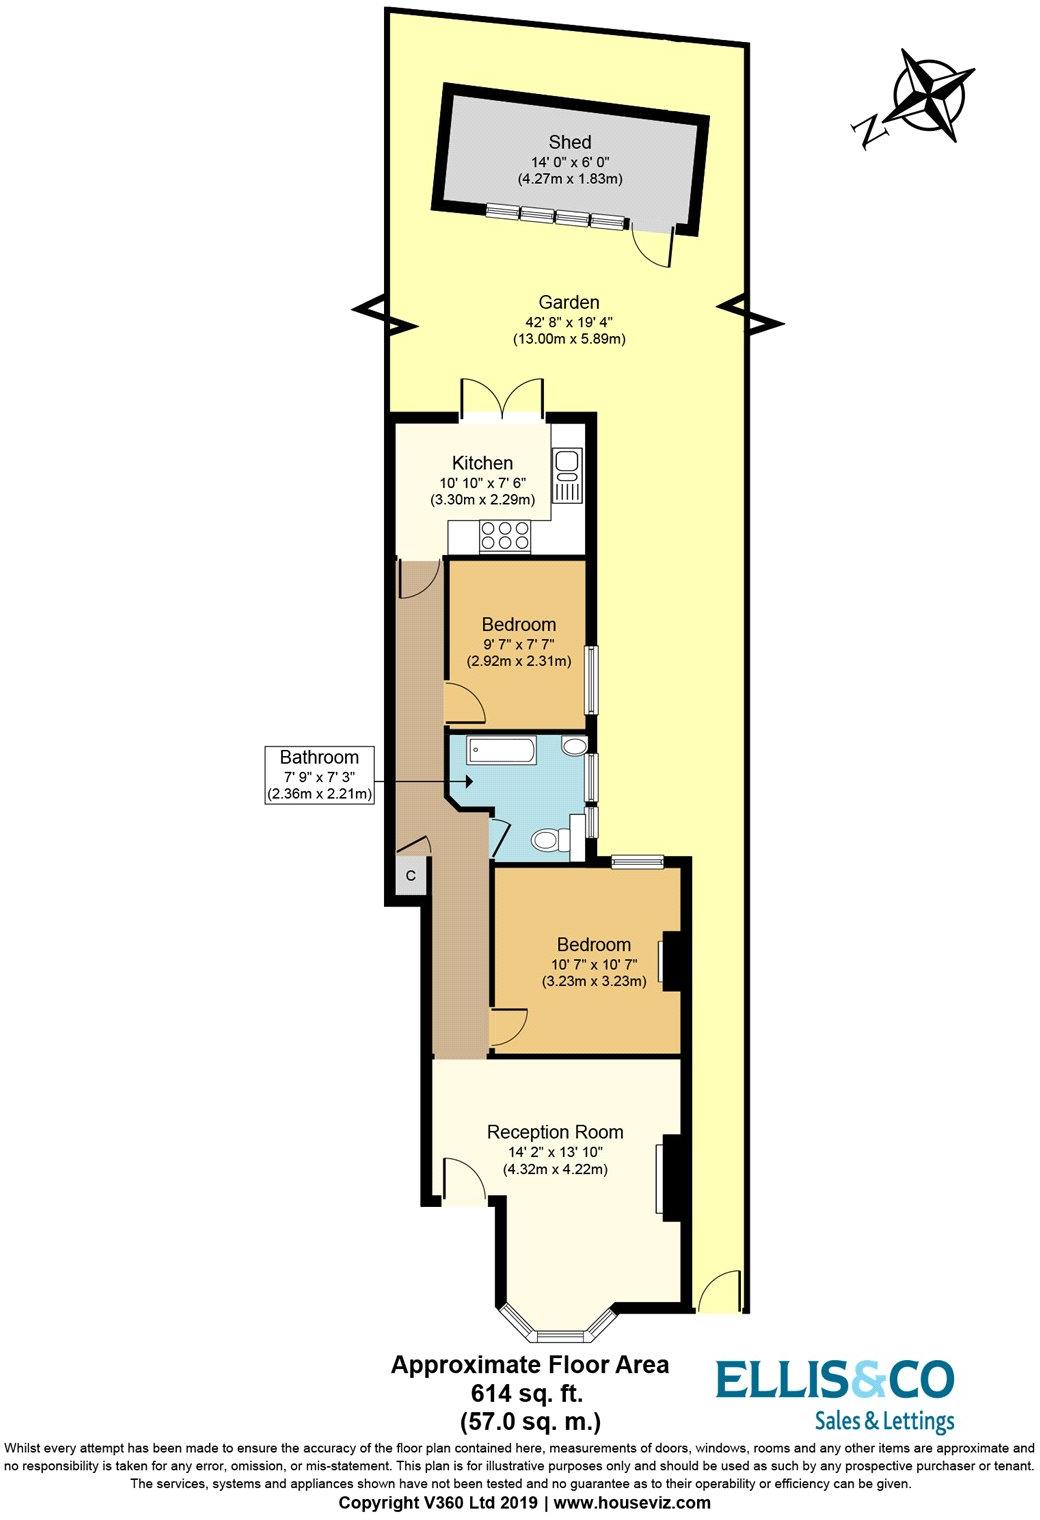 N
Shed
14' 0" x 6' 0"
(4.27m x 1.83m)
Garden
42' 8" x 19' 4"
(13.00m x 5.89m)
Kitchen
10' 10" x 7' 6"
(3.30m x 2.29m)
Bedroom
9' 7" x 7' 7"
(2.92m x 2.31m)
Bathroom
7' 9" x 7' 3"
(2.36m x 2.21m)
C
Bedroom
10' 7" x 10' 7"
(3.23m x 3.23m)
Reception Room
14' 2" x 13' 10"
(4.32m x 4.22m)
Approximate Floor Area
614 sq. ft.
(57.0 sq. m.)
ELLIS&CO
Sales & Lettings
Whilst every attempt has been made to ensure the accuracy of the floor plan contained here, measurements of doors, windows, rooms and any other items are approximate and
no responsibility is taken for any error, omission, or mis-statement. This plan is for illustrative purposes only and should be used as such by any prospective purchaser or tenant.
The services, systems and appliances shown have not been tested and no guarantee as to their operability or efficiency can be given.
Copyright V360 Ltd 2019 | www.houseviz.com